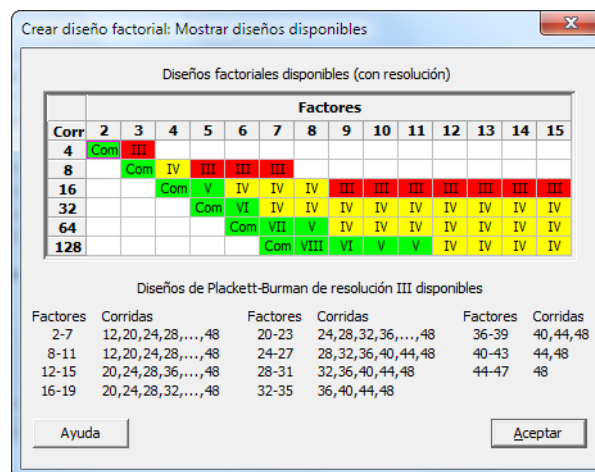 Crear diseño factorial: Mostrar diseños disponibles
X
Diseños factoriales disponibles (con resolución)
Factores
Corr 2 3 4 5 6 7 8 9 10 11 12 13 14 15
4 Com III
8 Com IV III III III
16 Com V IV IV IV III III III III III III III
32 Com VI IV IV IV IV IV IV IV IV IV
64 Com VII V IV IV IV IV IV IV IV
128 Com VIII VI V V IV IV IV IV
Diseños de Plackett-Burman de resolución III disponibles
Factores Corridas Factores Corridas Factores Corridas
2-7 12,20,24,28,...,48 20-23 24,28,32,36,...,48 36-39 40,44,48
8-11 12,20,24,28,...,48 24-27 28,32,36,40,44,48 40-43 44,48
12-15 20,24,28,36,...,48 28-31 32,36,40,44,48 44-47 48
16-19 20,24,28,32,...,48 32-35 36,40,44,48
Ayuda Aceptar